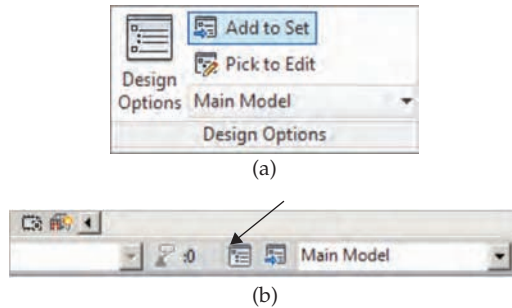 Add to Set
Pick to Edit
Design
Options
Main Model
Design Options
(a)
:0
Main Model
(b)